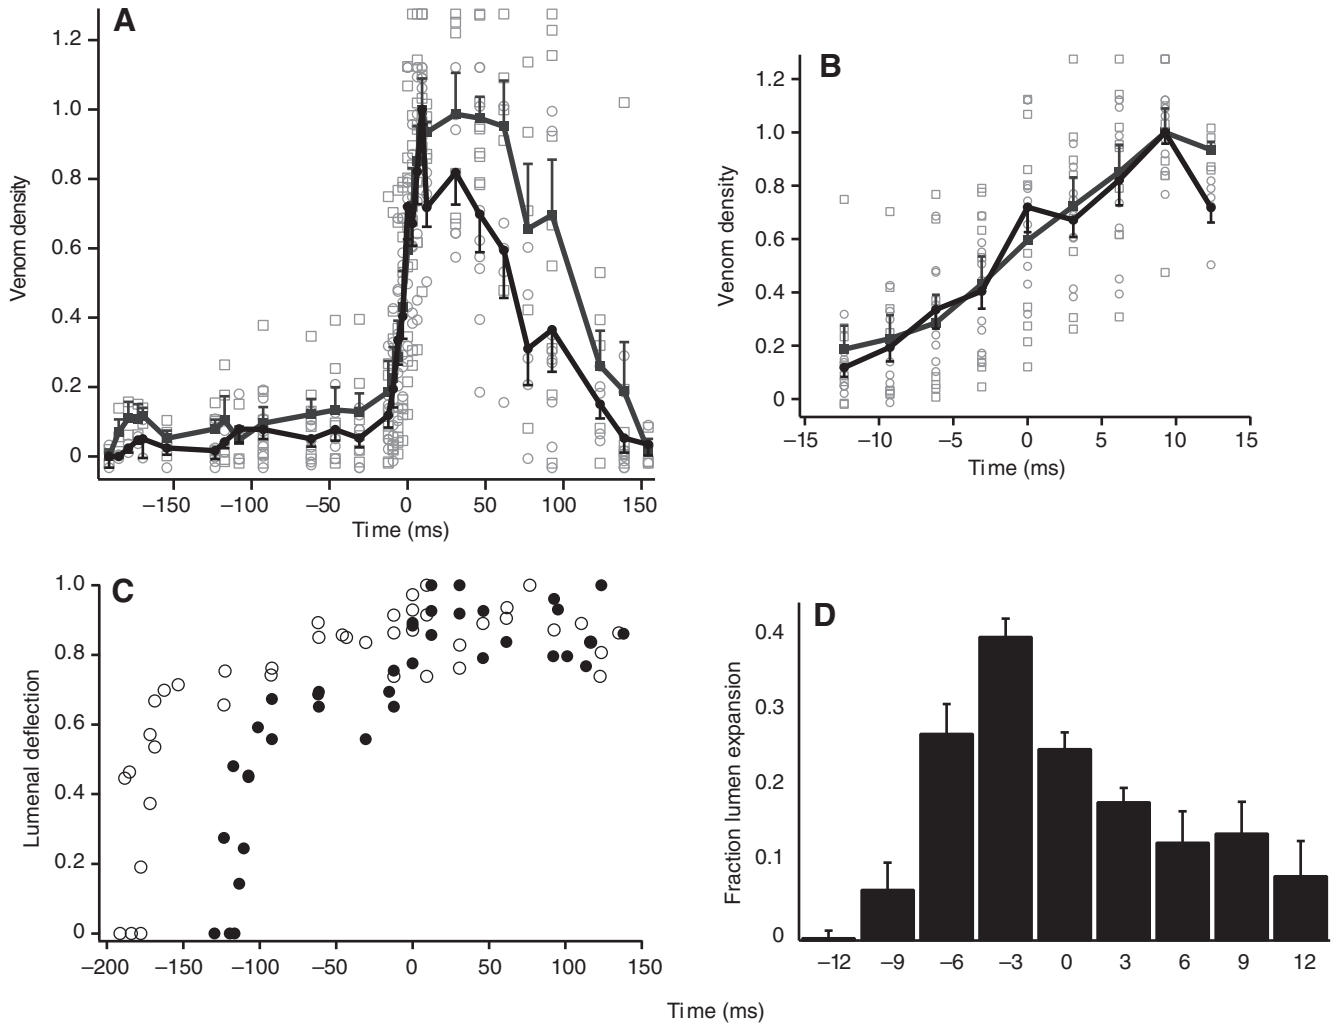 A
1.2
1.0
0.8
0.6
0.4
0.2
0
Venom density
–150 –100 –50 0 50 100 150
Time (ms)
B
1.2
1.0
0.8
0.6
0.4
0.2
0
Venom density
–15 –10 –5 0 5 10 15
Time (ms)
C
1.0
0.8
0.6
0.4
0.2
0
Lumenal deflection
–200 –150 –100 –50 0 50 100 150
D
0.4
0.3
0.2
0.1
0
Fraction lumen expansion
–12 –9 –6 –3 0 3 6 9 12
Time (ms)